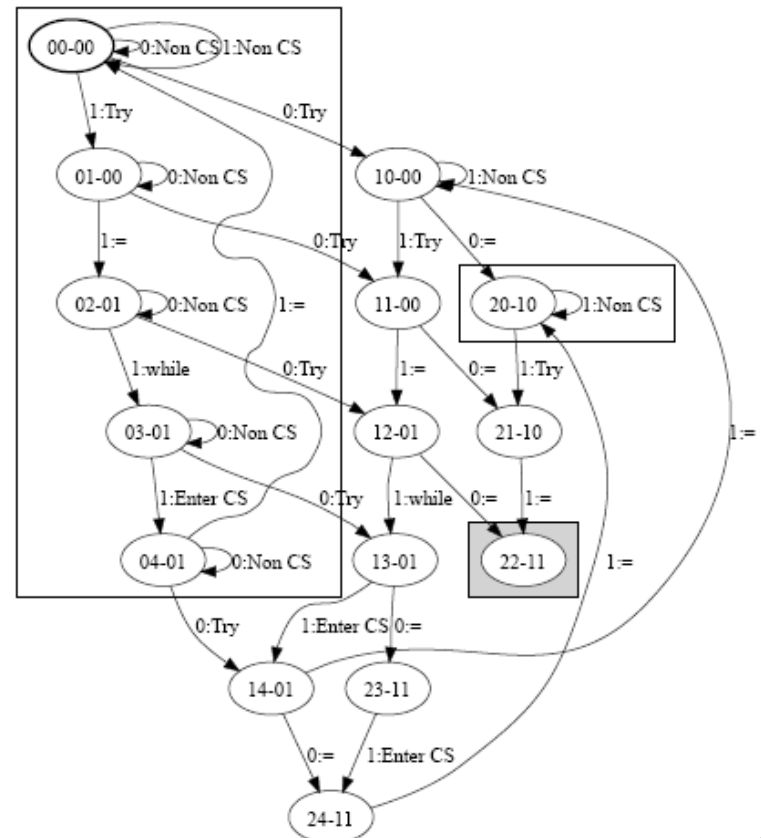 00-00
0:Non CS
1:Non CS
1:Try
0:Try
01-00
0:Non CS
10-00
1:Non CS
1:=
0:Try
1:Try
0:=
02-01
0:Non CS
1:=
11-00
20-10
1:Non CS
1:while
0:Try
1:=
0:=
1:Try
03-01
0:Non CS
12-01
21-10
1:=
1:Enter CS
0:Try
1:while
0:=
1:=
04-01
0:Non CS
13-01
22-11
1:=
0:Try
1:Enter CS
0:=
14-01
23-11
0:=
1:Enter CS
24-11